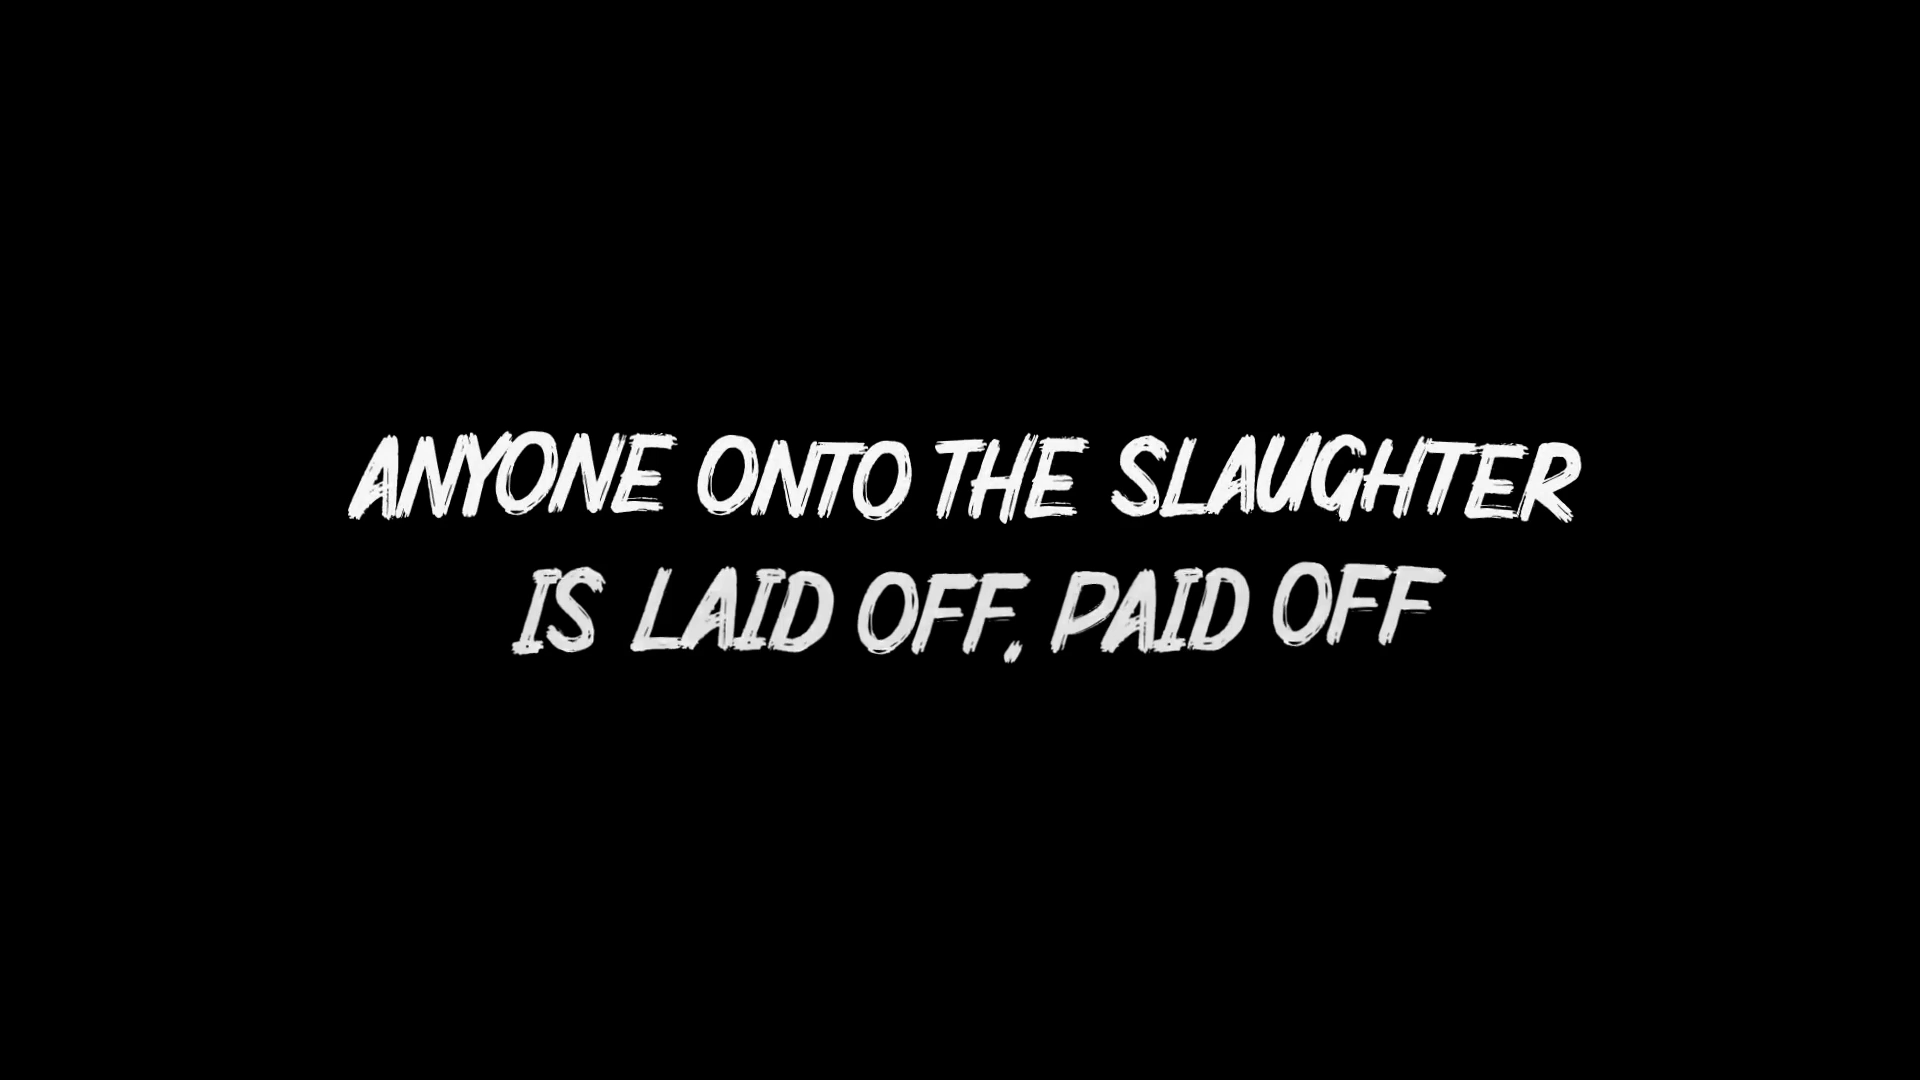 ANYONE ONTO THE SLAUGHTER
IS LAID OFF, PAID OFF